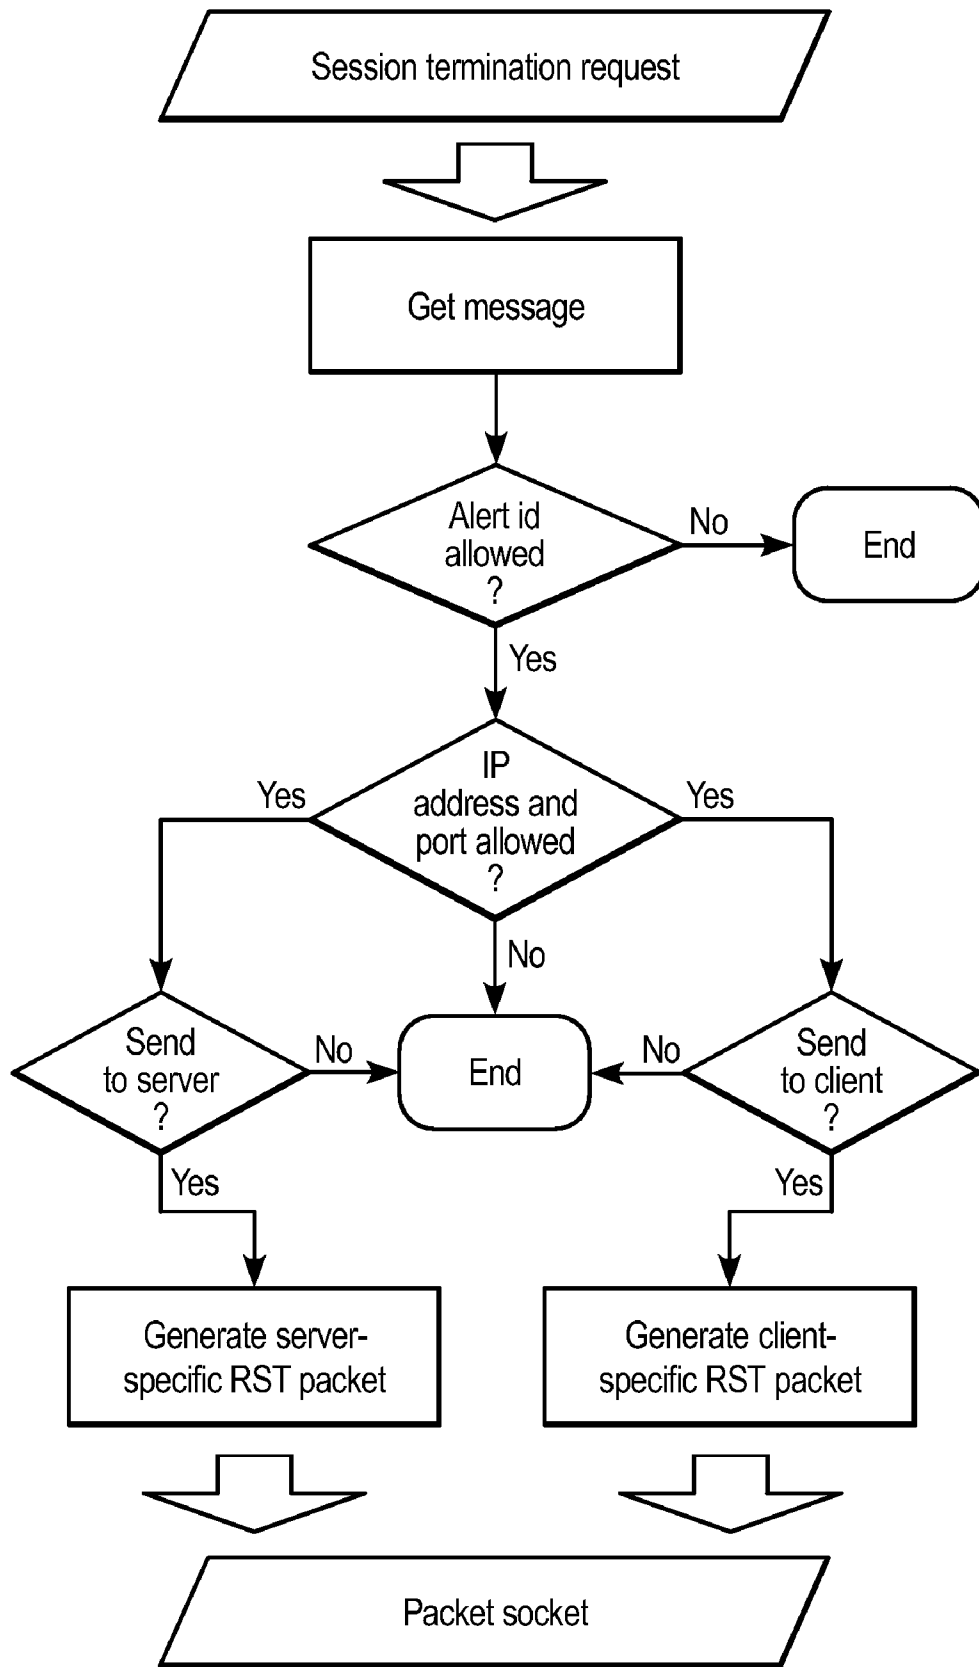 Session termination request
Get message
Alert id
allowed
?
No
End
Yes
IP
address and
port allowed
?
Yes
Yes
No
Send
to server
?
No
End
No
Send
to client
?
Yes
Yes
Generate server-
specific RST packet
Generate client-
specific RST packet
Packet socket